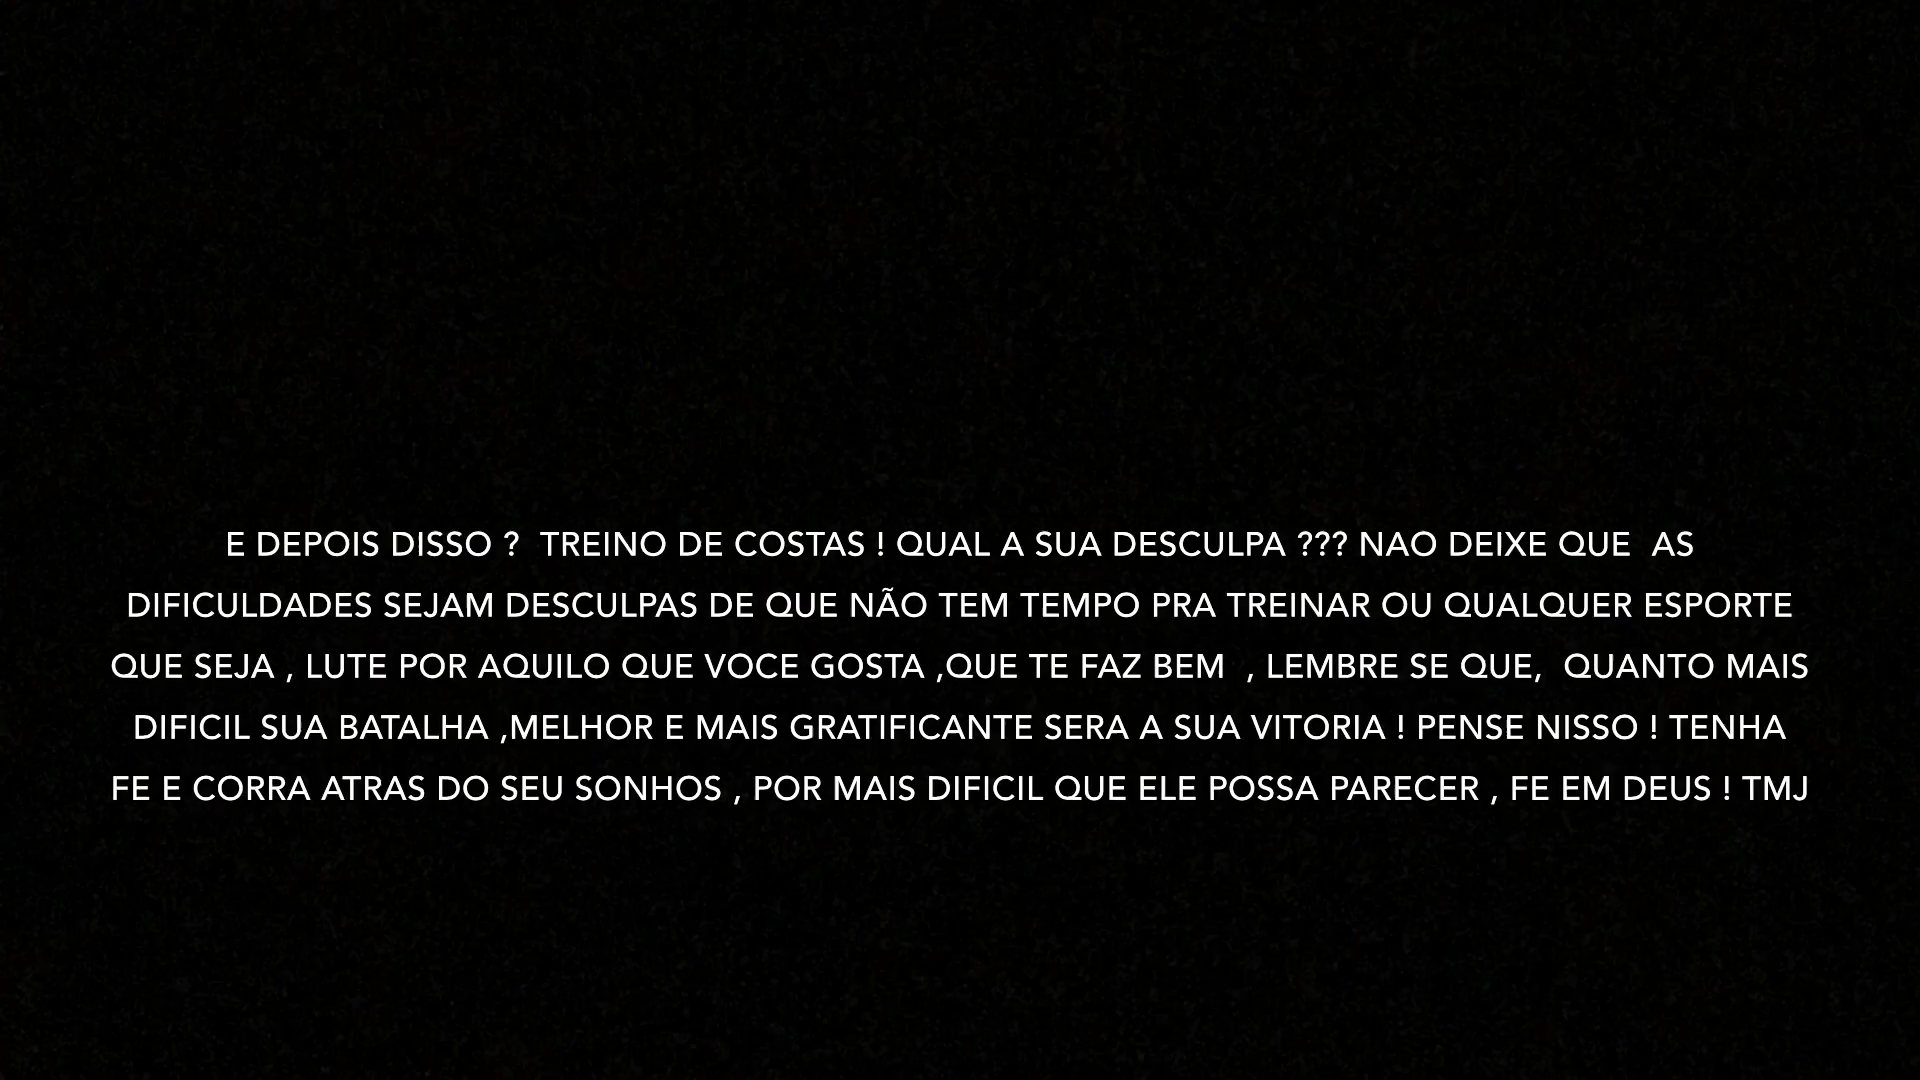 E DEPOIS DISSO ?  TREINO DE COSTAS ! QUAL A SUA DESCULPA ??? NAO DEIXE QUE  AS
DIFICULDADES SEJAM DESCULPAS DE QUE NÃO TEM TEMPO PRA TREINAR OU QUALQUER ESPORTE
QUE SEJA , LUTE POR AQUILO QUE VOCE GOSTA ,QUE TE FAZ BEM  , LEMBRE SE QUE,  QUANTO MAIS
DIFICIL SUA BATALHA ,MELHOR E MAIS GRATIFICANTE SERA A SUA VITORIA ! PENSE NISSO ! TENHA
FE E CORRA ATRAS DO SEU SONHOS , POR MAIS DIFICIL QUE ELE POSSA PARECER , FE EM DEUS ! TMJ